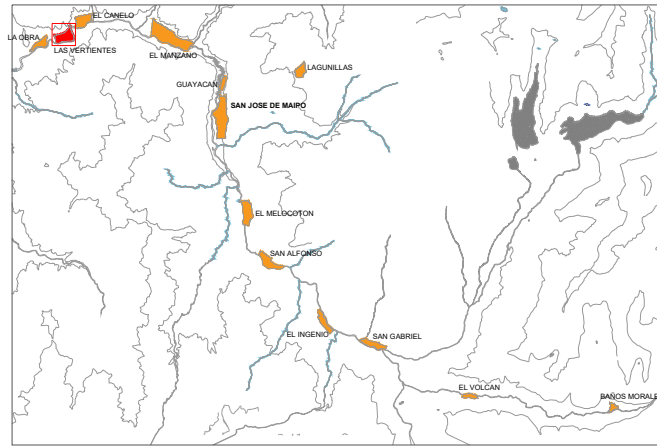 EL CANELO
LA OBRA
LAS VERTIENTES
EL MANZANO
LAGUNILLAS
GUAYACAN
SAN JOSE DE MAIPO
EL MELOCOTON
SAN ALFONSO
EL INGENIO
SAN GABRIEL
EL VOLCAN
BAÑOS MORALE